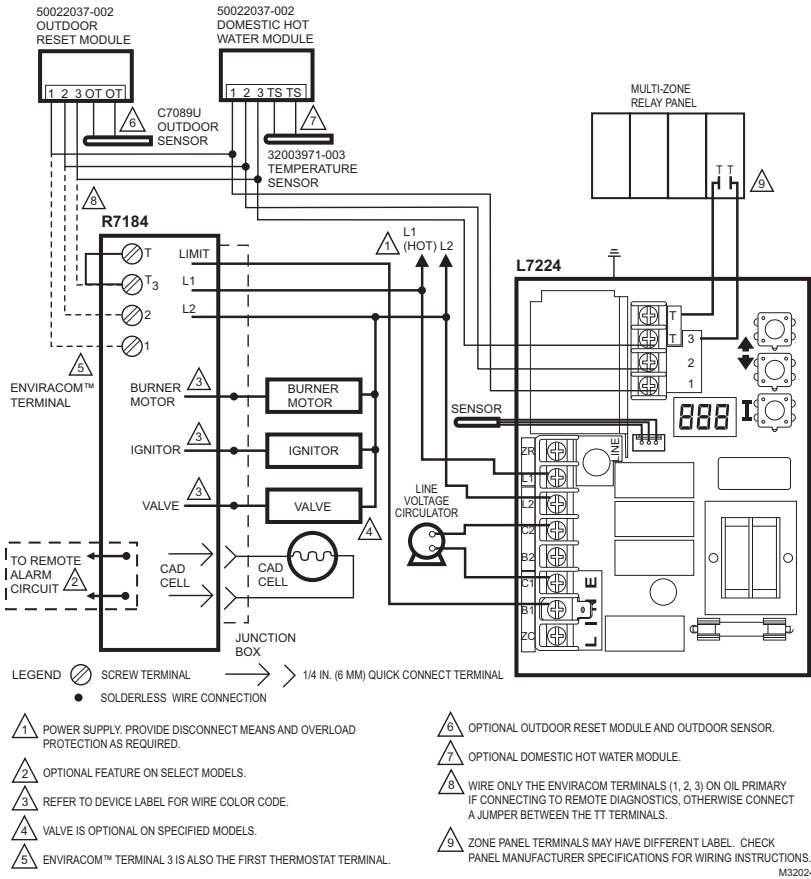 50022037-002
OUTDOOR
RESET MODULE
50022037-002
DOMESTIC HOT
WATER MODULE
1 2 3 OT OT
1 2 3 TS TS
6
C7089U
OUTDOOR
SENSOR
7
32003971-003
TEMPERATURE
SENSOR
MULTI-ZONE
RELAY PANEL
T T
9
8
R7184
T
T3
2
1
LIMIT
L1
L2
1
L1
(HOT) L2
L7224
T
T
3
2
1
5
ENVIRACOM™
TERMINAL
BURNER
MOTOR
3
BURNER
MOTOR
IGNITOR
3
IGNITOR
VALVE
3
VALVE
4
SENSOR
888
LINE
ZR
L1
L2
C2
B2
C1
B1
ZC
LINE
LINE
VOLTAGE
CIRCULATOR
TO REMOTE
ALARM
CIRCUIT
2
CAD
CELL
CAD
CELL
JUNCTION
BOX
LEGEND
SCREW TERMINAL
1/4 IN. (6 MM) QUICK CONNECT TERMINAL
SOLDERLESS WIRE CONNECTION
1 POWER SUPPLY. PROVIDE DISCONNECT MEANS AND OVERLOAD
PROTECTION AS REQUIRED.
2 OPTIONAL FEATURE ON SELECT MODELS.
3 REFER TO DEVICE LABEL FOR WIRE COLOR CODE.
4 VALVE IS OPTIONAL ON SPECIFIED MODELS.
5 ENVIRACOM™ TERMINAL 3 IS ALSO THE FIRST THERMOSTAT TERMINAL.
6 OPTIONAL OUTDOOR RESET MODULE AND OUTDOOR SENSOR.
7 OPTIONAL DOMESTIC HOT WATER MODULE.
8 WIRE ONLY THE ENVIRACOM TERMINALS (1, 2, 3) ON OIL PRIMARY
IF CONNECTING TO REMOTE DIAGNOSTICS, OTHERWISE CONNECT
A JUMPER BETWEEN THE TT TERMINALS.
9 ZONE PANEL TERMINALS MAY HAVE DIFFERENT LABEL. CHECK
PANEL MANUFACTURER SPECIFICATIONS FOR WIRING INSTRUCTIONS.